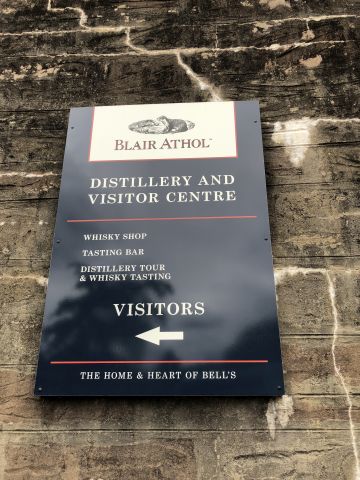 BLAIR ATHOL™
DISTILLERY AND
VISITOR CENTRE
WHISKY SHOP
TASTING BAR
DISTILLERY TOUR
& WHISKY TASTING
VISITORS
THE HOME & HEART OF BELL'S